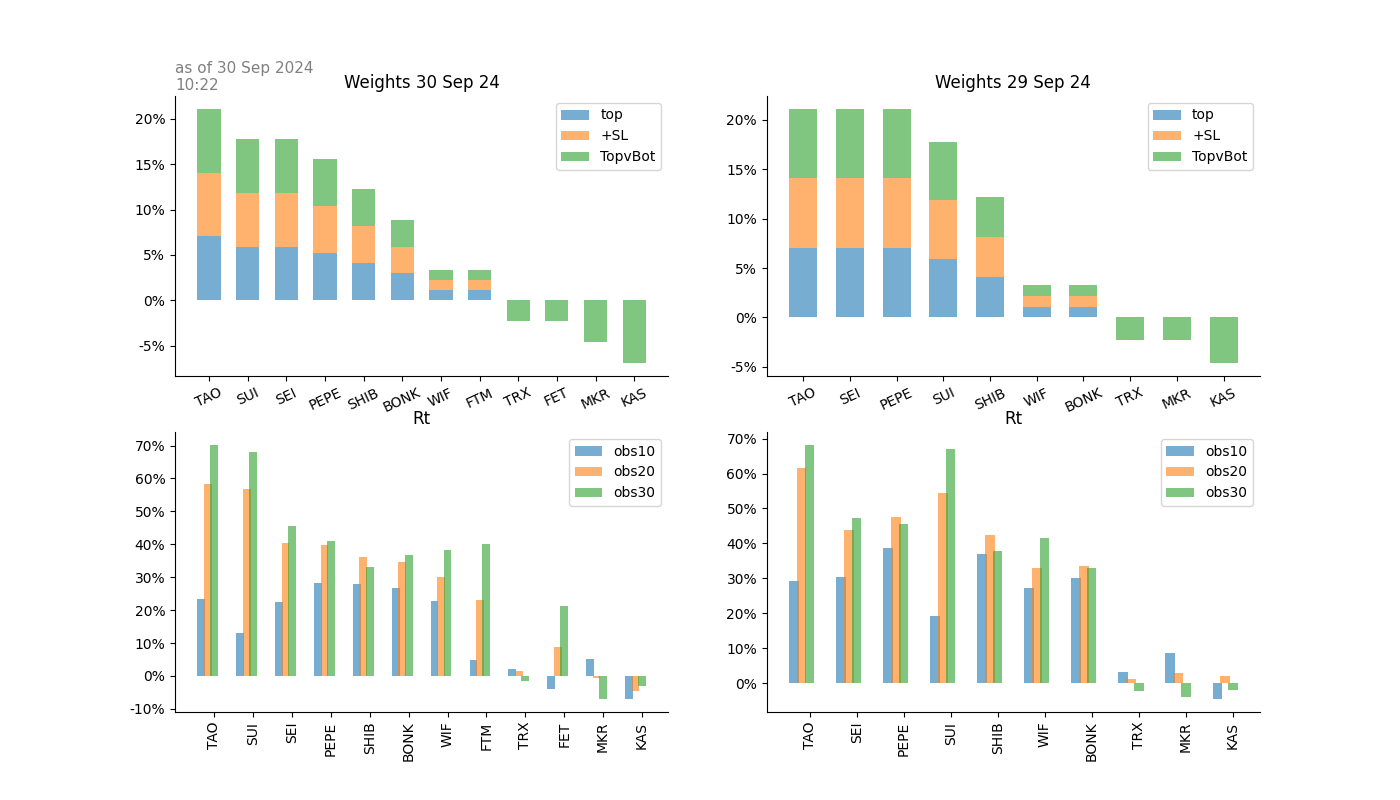 as of 30 Sep 2024
10:22
Weights 30 Sep 24
20%
15%
10%
5%
0%
-5%
top
+SL
TopvBot
TAO SUI SEI PEPE SHIB BONK WIF FTM TRX FET MKR KAS
Weights 29 Sep 24
20%
15%
10%
5%
0%
-5%
top
+SL
TopvBot
TAO SEI PEPE SUI SHIB WIF BONK TRX MKR KAS
Rt
70%
60%
50%
40%
30%
20%
10%
0%
-10%
obs10
obs20
obs30
TAO SUI SEI PEPE SHIB BONK WIF FTM TRX FET MKR KAS
Rt
70%
60%
50%
40%
30%
20%
10%
0%
obs10
obs20
obs30
TAO SEI PEPE SUI SHIB WIF BONK TRX MKR KAS